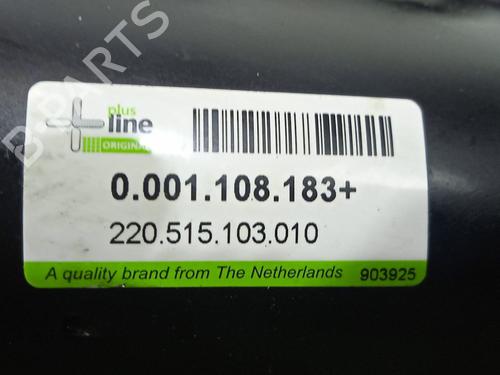 B-PARTS
plus
line
ORIGINAL
0.001.108.183+
220.515.103.010
A quality brand from The Netherlands 903925